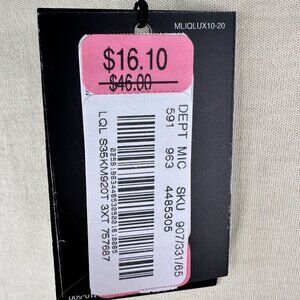 MLIQLUX10-20
$16.10
$46.00
DEPT MIC SKU 907/331/65
591 963 4485305
LQL S35KM920T 3XT 757687